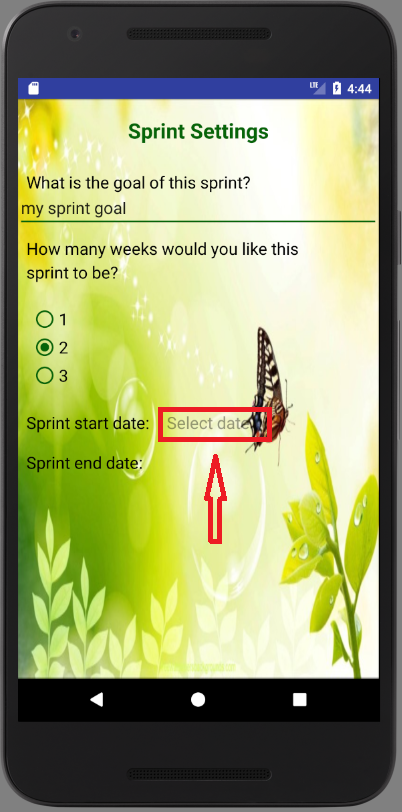 LTE 4:44
Sprint Settings
What is the goal of this sprint?
my sprint goal
How many weeks would you like this
sprint to be?
1
2
3
Sprint start date: Select date
Sprint end date: